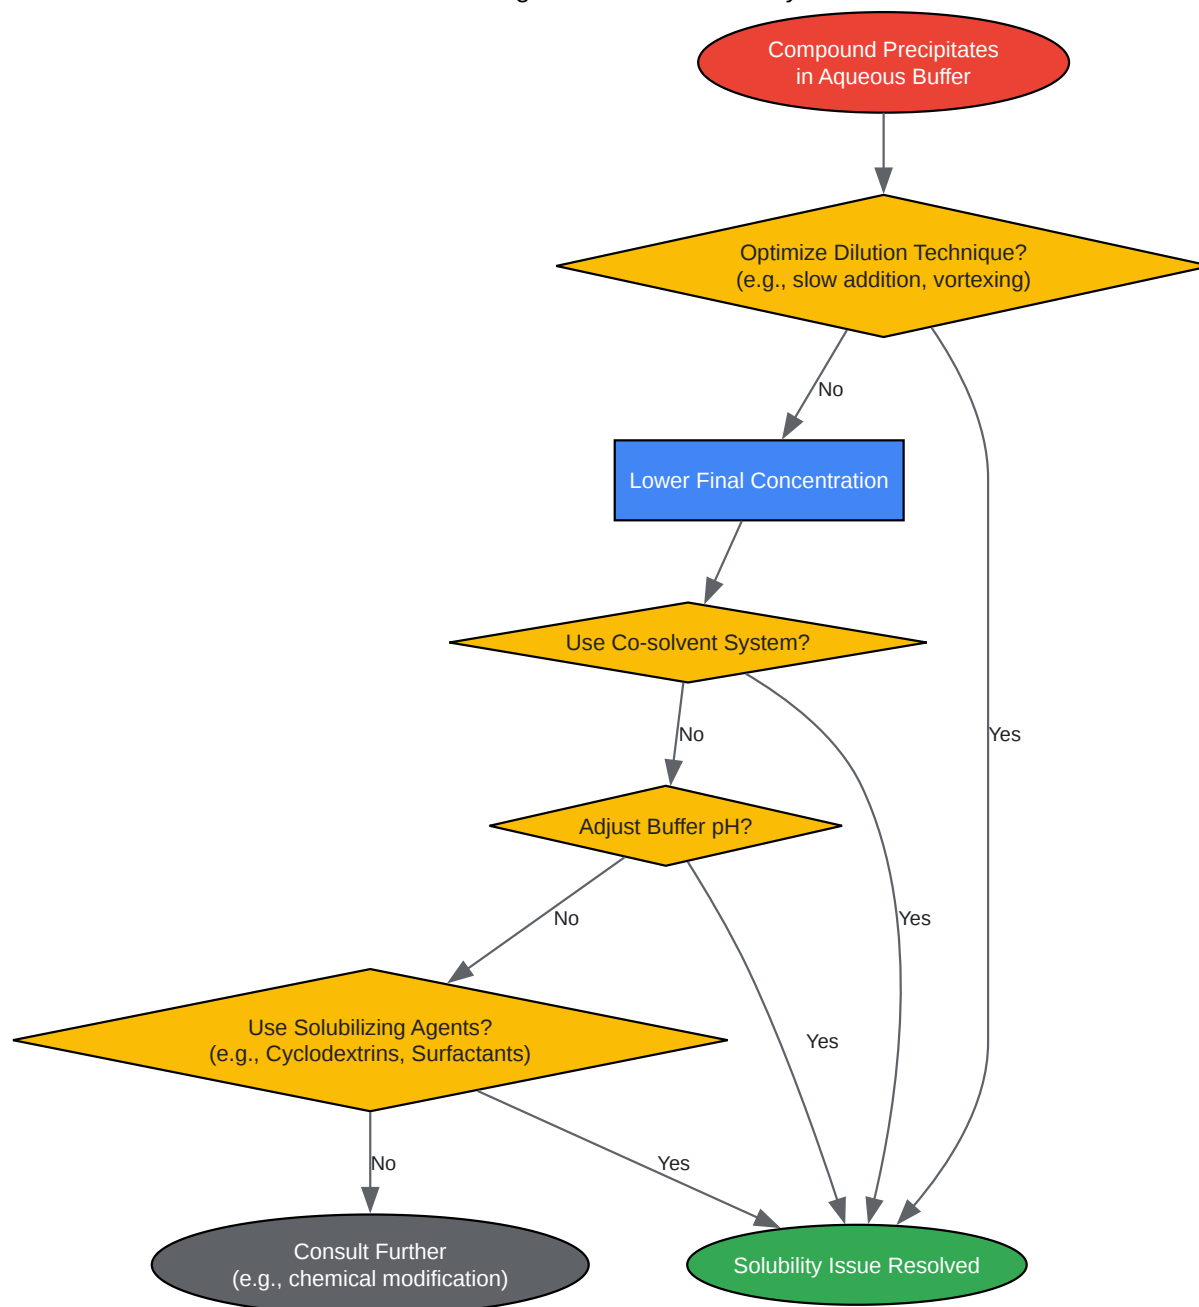 Compound Precipitates
in Aqueous Buffer
Optimize Dilution Technique?
(e.g., slow addition, vortexing)
No
Lower Final Concentration
Use Co-solvent System?
No
Yes
Adjust Buffer pH?
No
Yes
Use Solubilizing Agents?
(e.g., Cyclodextrins, Surfactants)
Yes
No
Yes
Consult Further
(e.g., chemical modification)
Solubility Issue Resolved